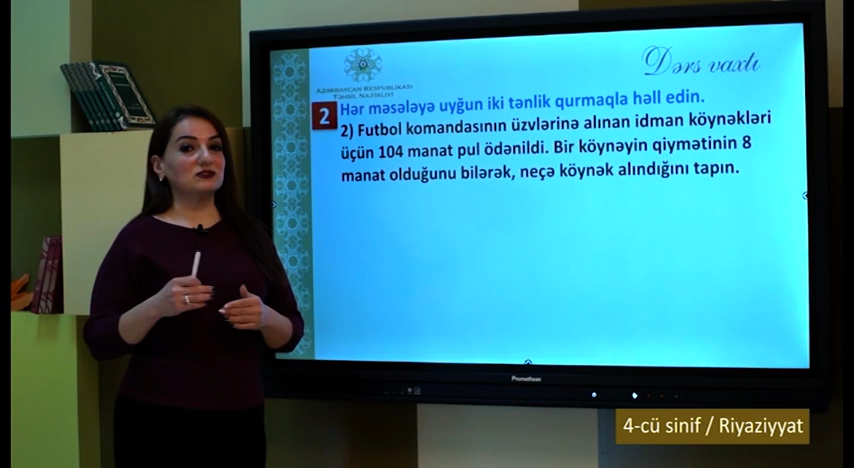 Dərs vaxtı
AZƏRBAYCAN RESPUBLİKASI
TƏHSİL NAZİRLİYİ
2 Hər məsələyə uyğun iki tənlik qurmaqla həll edin.
2) Futbol komandasının üzvlərinə alınan idman köynəkləri
üçün 104 manat pul ödənildi. Bir köynəyin qiymətinin 8
manat olduğunu bilərək, neçə köynək alındığını tapın.
Promethean
4-cü sinif / Riyaziyyat